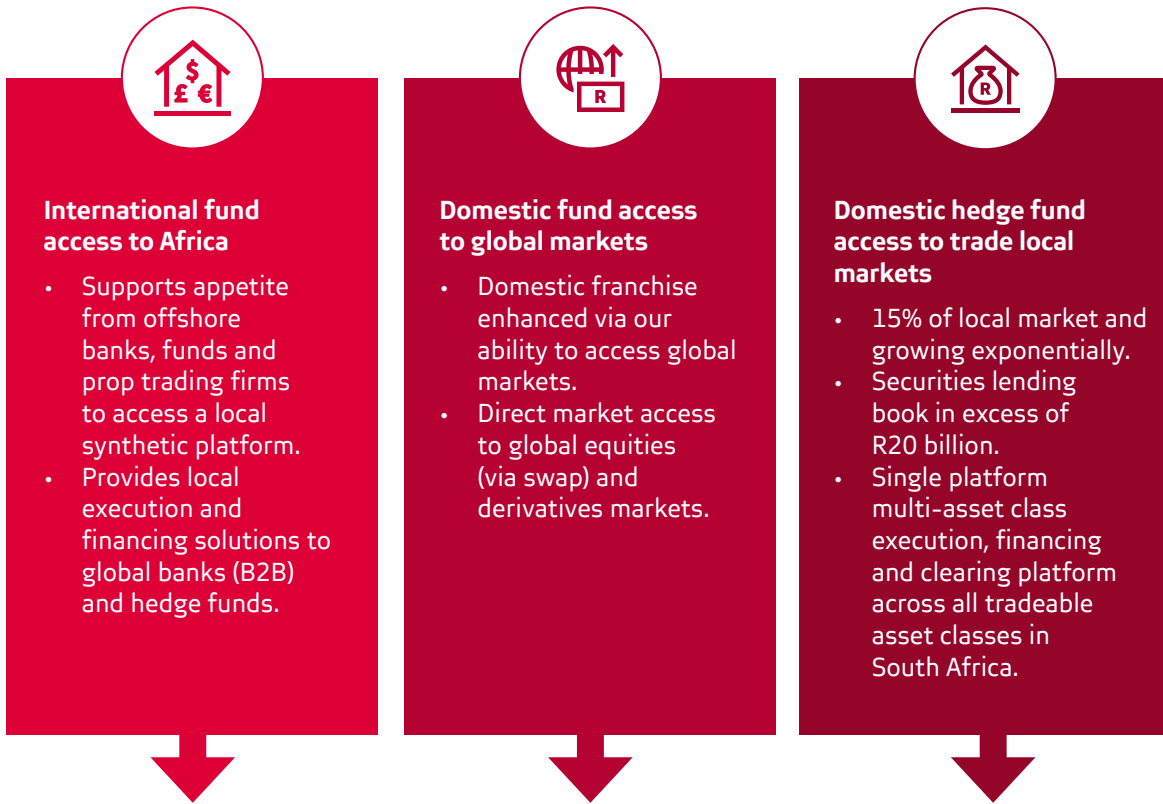 $
£ €
International fund
access to Africa
• Supports appetite
from offshore
banks, funds and
prop trading firms
to access a local
synthetic platform.
• Provides local
execution and
financing solutions to
global banks (B2B)
and hedge funds.
R
Domestic fund access
to global markets
• Domestic franchise
enhanced via our
ability to access global
markets.
• Direct market access
to global equities
(via swap) and
derivatives markets.
R
Domestic hedge fund
access to trade local
markets
• 15% of local market and
growing exponentially.
• Securities lending
book in excess of
R20 billion.
• Single platform
multi-asset class
execution, financing
and clearing platform
across all tradeable
asset classes in
South Africa.